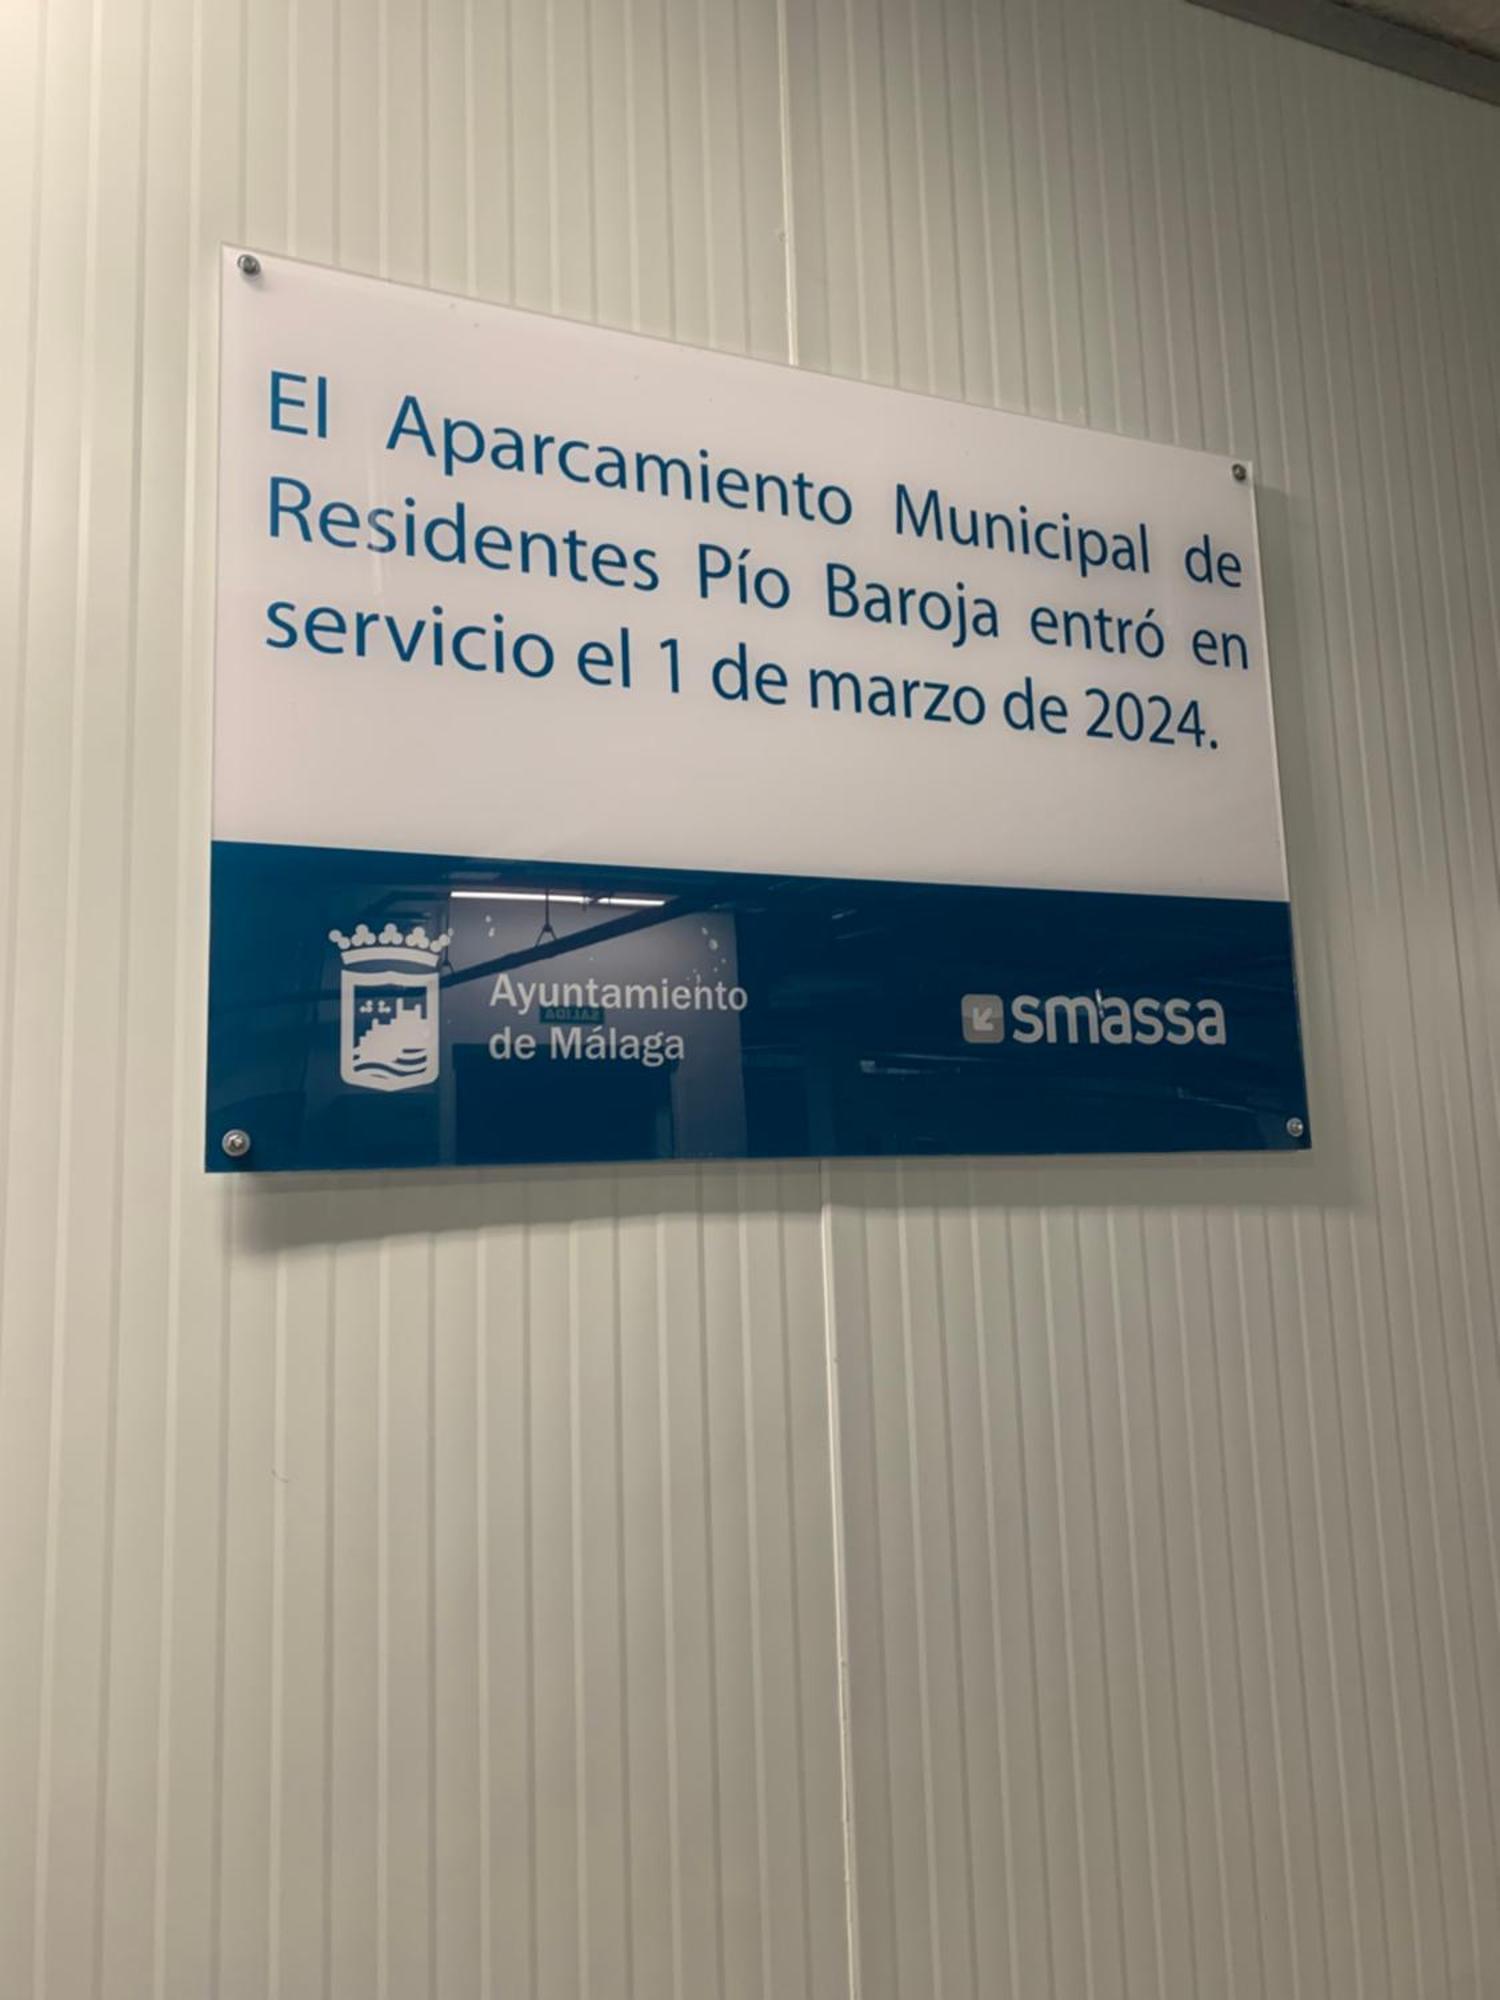 El Aparcamiento Municipal de
Residentes Pío Baroja entró en
servicio el 1 de marzo de 2024.
Ayuntamiento
de Málaga
smassa
SALIDA